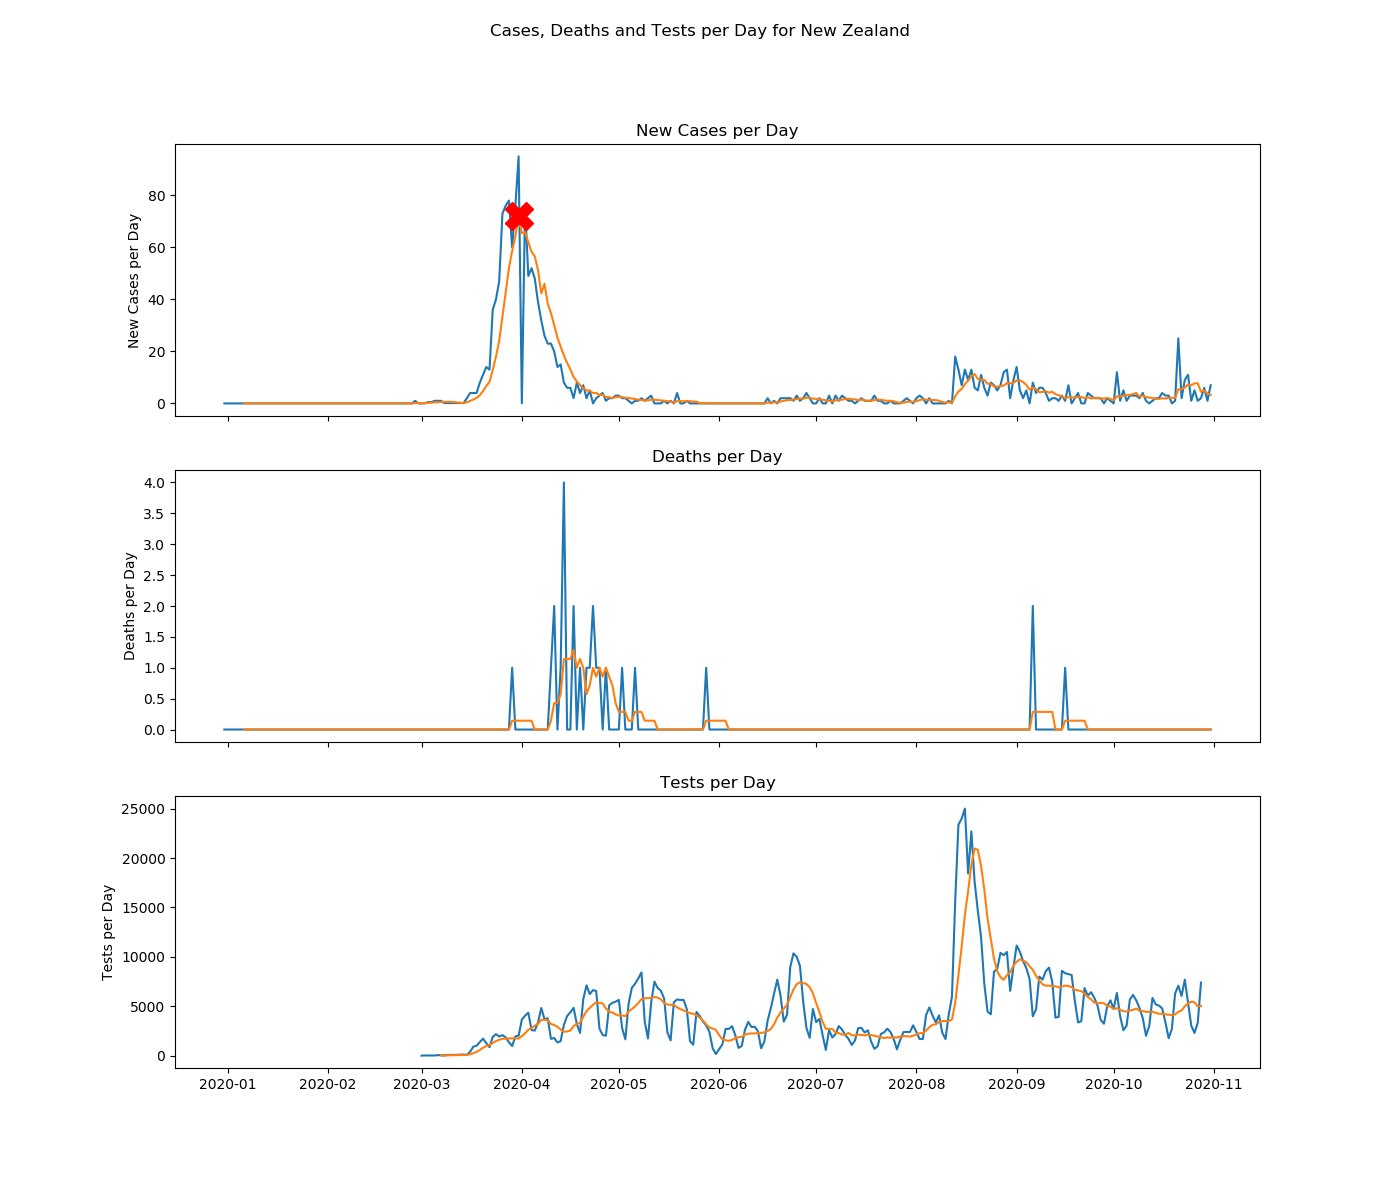 Cases, Deaths and Tests per Day for New Zealand
New Cases per Day
New Cases per Day
80
60
40
20
0
Deaths per Day
Deaths per Day
4.0
3.5
3.0
2.5
2.0
1.5
1.0
0.5
0.0
Tests per Day
Tests per Day
25000
20000
15000
10000
5000
0
2020-01 2020-02 2020-03 2020-04 2020-05 2020-06 2020-07 2020-08 2020-09 2020-10 2020-11